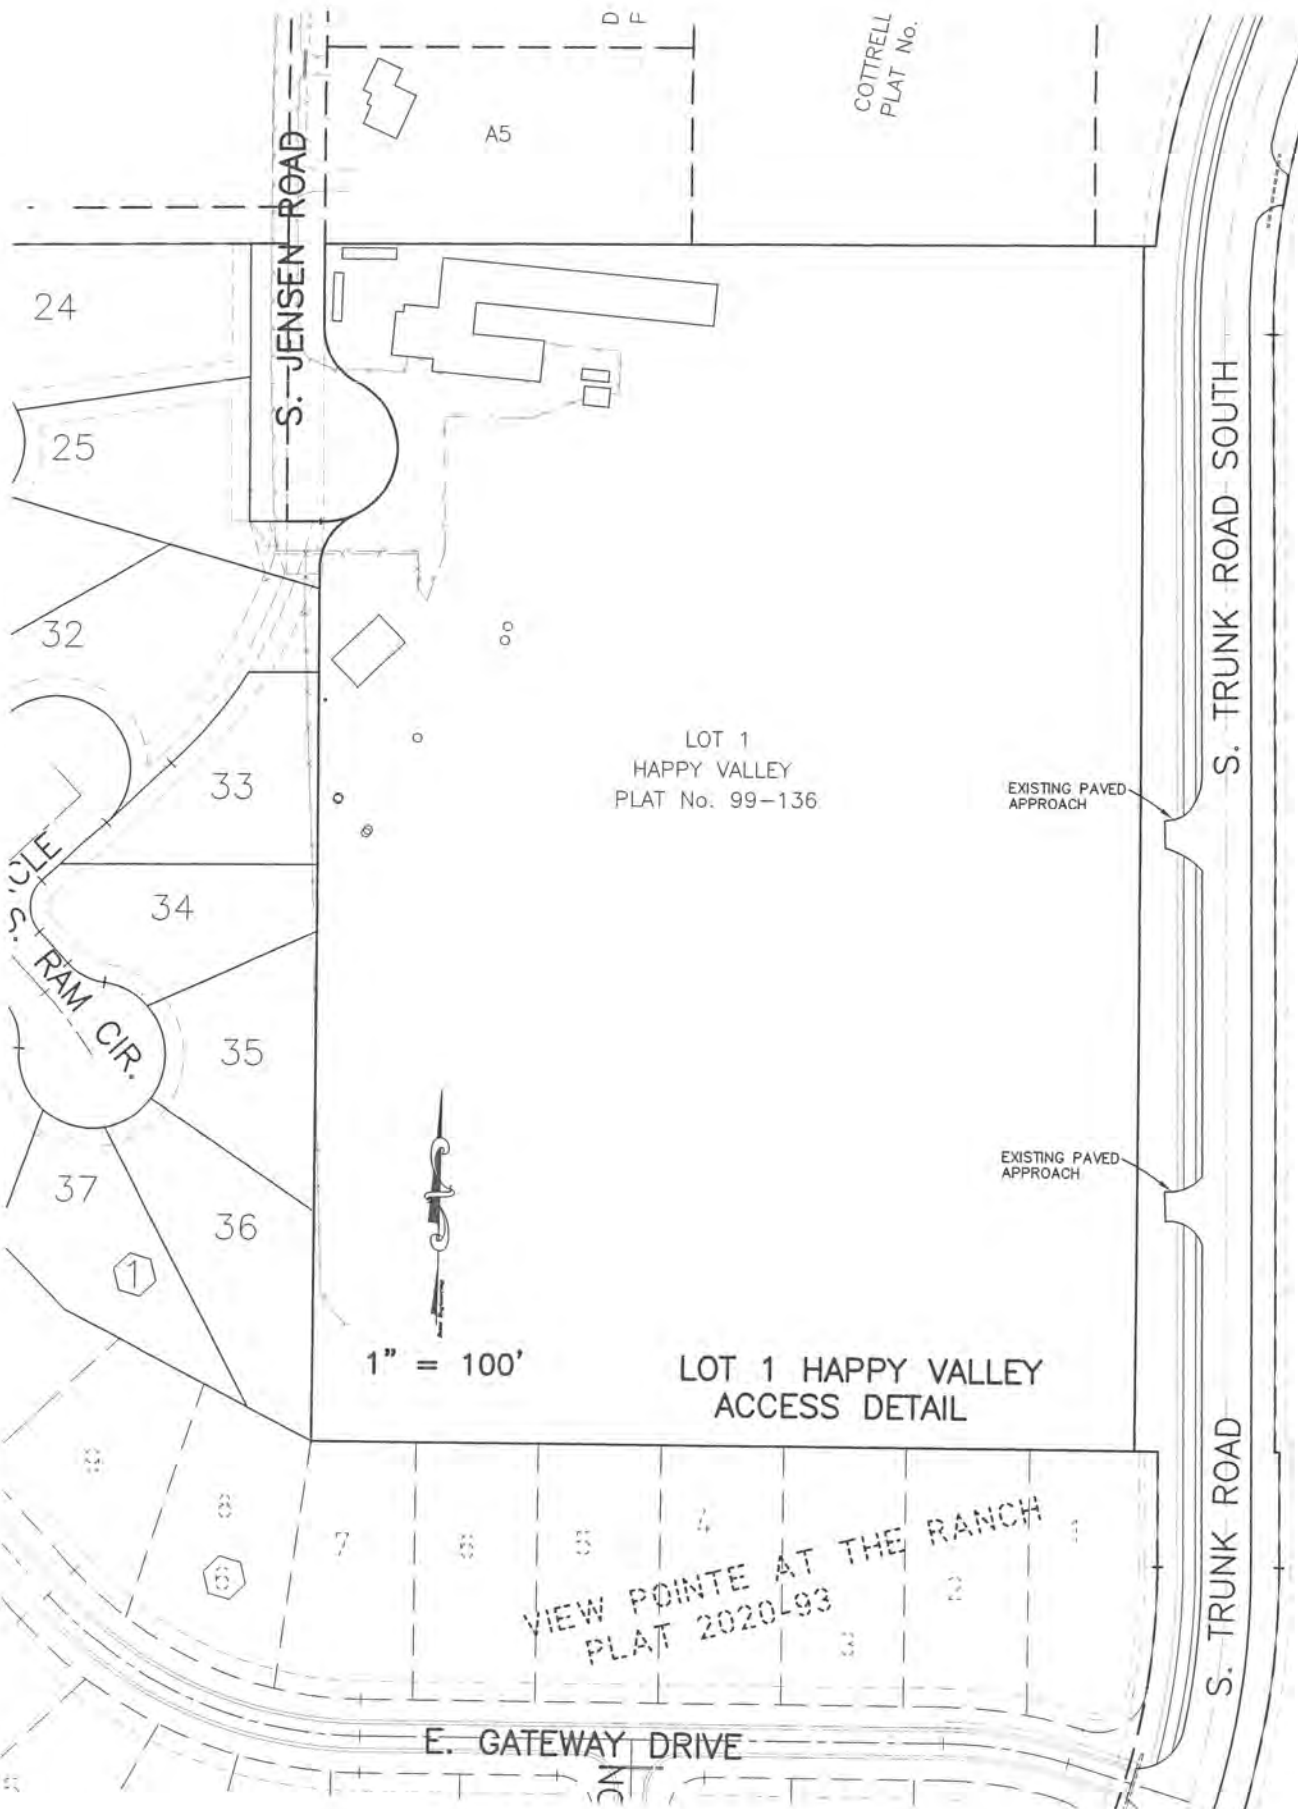 D
F
COTTRELL
PLAT No.
A5
S. JENSEN ROAD
24
25
S. TRUNK ROAD SOUTH
32
LOT 1
HAPPY VALLEY
PLAT No. 99-136
33
EXISTING PAVED
APPROACH
CLE
34
S. RAM CIR.
35
EXISTING PAVED
APPROACH
37
36
1
1" = 100'
LOT 1 HAPPY VALLEY
ACCESS DETAIL
S. TRUNK ROAD
9
8
7
6
5
4
3
2
1
6
VIEW POINTE AT THE RANCH
PLAT 2020-93
E. GATEWAY DRIVE
ON